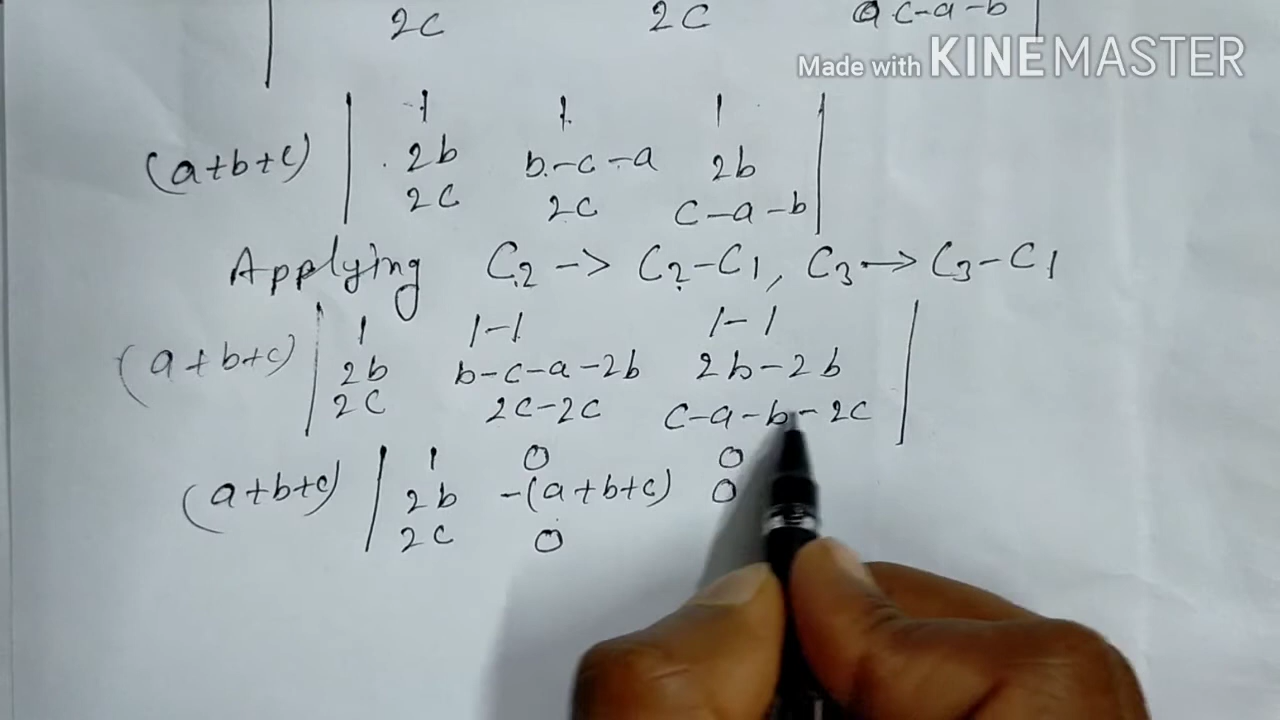 2c 2c c-a-b
Made with KINEMASTER
1 1 1
(a+b+c) 2b b-c-a 2b
2c 2c c-a-b
Applying C2 -> C2-C1, C3 -> C3-C1
1 1-1 1-1
(a+b+c) 2b b-c-a-2b 2b-2b
2c 2c-2c c-a-b-2c
1 0 0
(a+b+c) 2b -(a+b+c) 0
2c 0